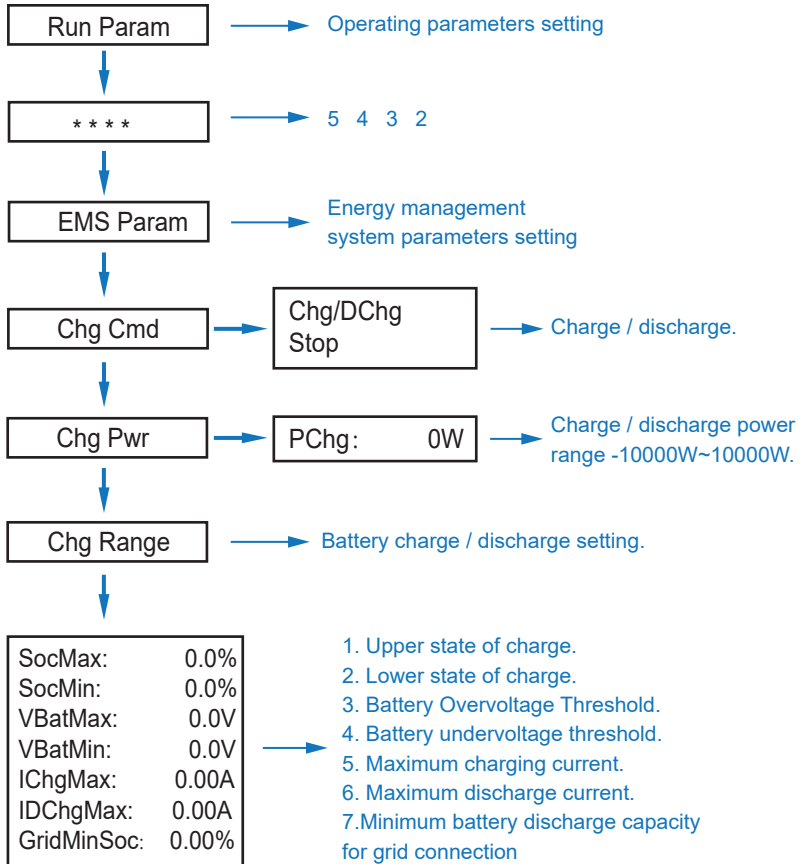 Run Param
Operating parameters setting
* * * *
5 4 3 2
EMS Param
Energy management
system parameters setting
Chg Cmd
Chg/DChg
Stop
Charge / discharge.
Chg Pwr
PChg: 0W
Charge / discharge power
range -10000W~10000W.
Chg Range
Battery charge / discharge setting.
SocMax: 0.0%
SocMin: 0.0%
VBatMax: 0.0V
VBatMin: 0.0V
IChgMax: 0.00A
IDChgMax: 0.00A
GridMinSoc: 0.00%
1. Upper state of charge.
2. Lower state of charge.
3. Battery Overvoltage Threshold.
4. Battery undervoltage threshold.
5. Maximum charging current.
6. Maximum discharge current.
7.Minimum battery discharge capacity
for grid connection